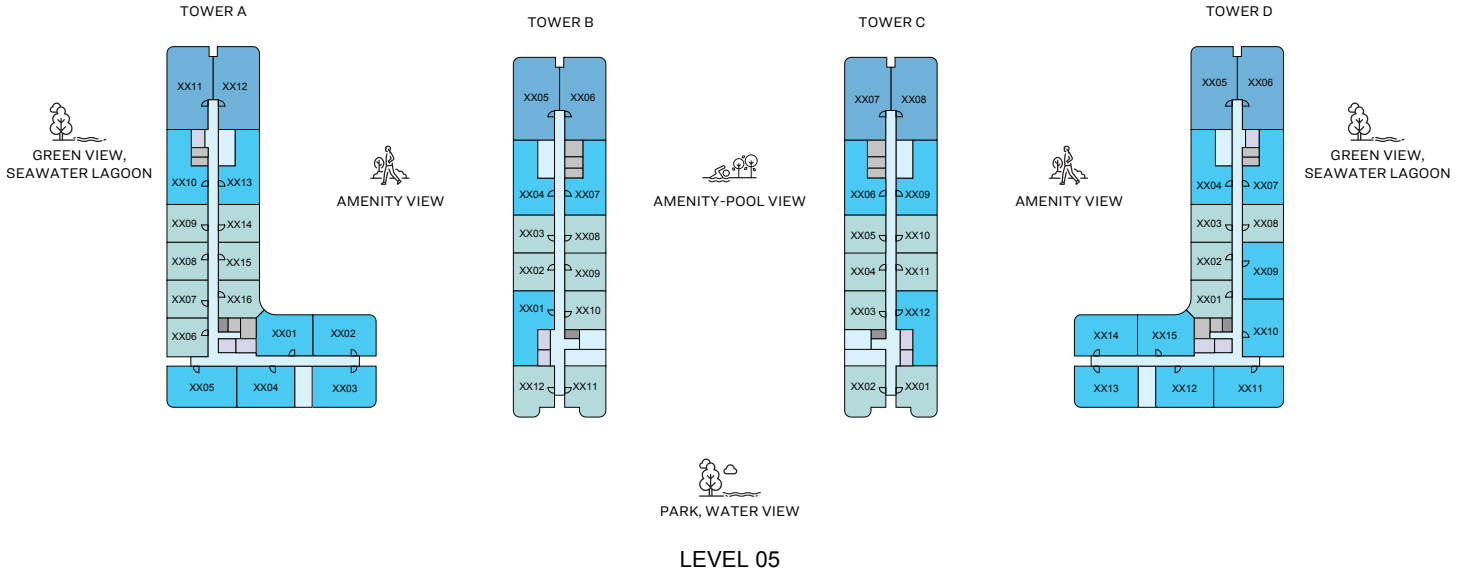 TOWER A
TOWER B
TOWER C
TOWER D
XX11 XX12
XX10 XX13
XX09 XX14
XX08 XX15
XX07 XX16
XX06 XX01 XX02
XX05 XX04 XX03
XX05 XX06
XX04 XX07
XX03 XX08
XX02 XX09
XX01 XX10
XX12 XX11
XX07 XX08
XX06 XX09
XX05 XX10
XX04 XX11
XX03 XX12
XX02 XX01
XX05 XX06
XX04 XX07
XX03 XX08
XX02 XX09
XX01
XX14 XX15 XX10
XX13 XX12 XX11
GREEN VIEW,
SEAWATER LAGOON
AMENITY VIEW
AMENITY-POOL VIEW
AMENITY VIEW
GREEN VIEW,
SEAWATER LAGOON
PARK, WATER VIEW
LEVEL 05